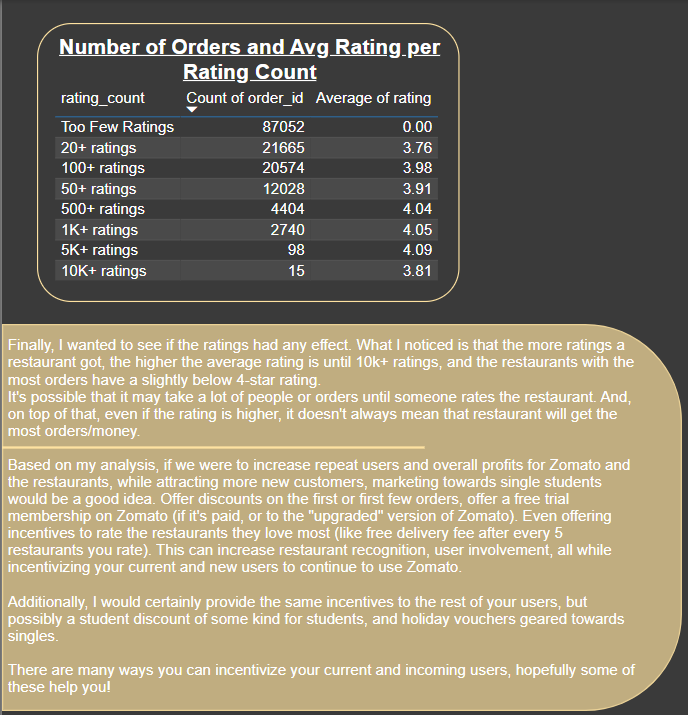 Number of Orders and Avg Rating per
Rating Count
rating_count Count of order_id Average of rating
Too Few Ratings 87052 0.00
20+ ratings 21665 3.76
100+ ratings 20574 3.98
50+ ratings 12028 3.91
500+ ratings 4404 4.04
1K+ ratings 2740 4.05
5K+ ratings 98 4.09
10K+ ratings 15 3.81
Finally, I wanted to see if the ratings had any effect. What I noticed is that the more ratings a
restaurant got, the higher the average rating is until 10k+ ratings, and the restaurants with the
most orders have a slightly below 4-star rating.
It's possible that it may take a lot of people or orders until someone rates the restaurant. And,
on top of that, even if the rating is higher, it doesn't always mean that restaurant will get the
most orders/money.
Based on my analysis, if we were to increase repeat users and overall profits for Zomato and
the restaurants, while attracting more new customers, marketing towards single students
would be a good idea. Offer discounts on the first or first few orders, offer a free trial
membership on Zomato (if it's paid, or to the "upgraded" version of Zomato). Even offering
incentives to rate the restaurants they love most (like free delivery fee after every 5
restaurants you rate). This can increase restaurant recognition, user involvement, all while
incentivizing your current and new users to continue to use Zomato.
Additionally, I would certainly provide the same incentives to the rest of your users, but
possibly a student discount of some kind for students, and holiday vouchers geared towards
singles.
There are many ways you can incentivize your current and incoming users, hopefully some of
these help you!